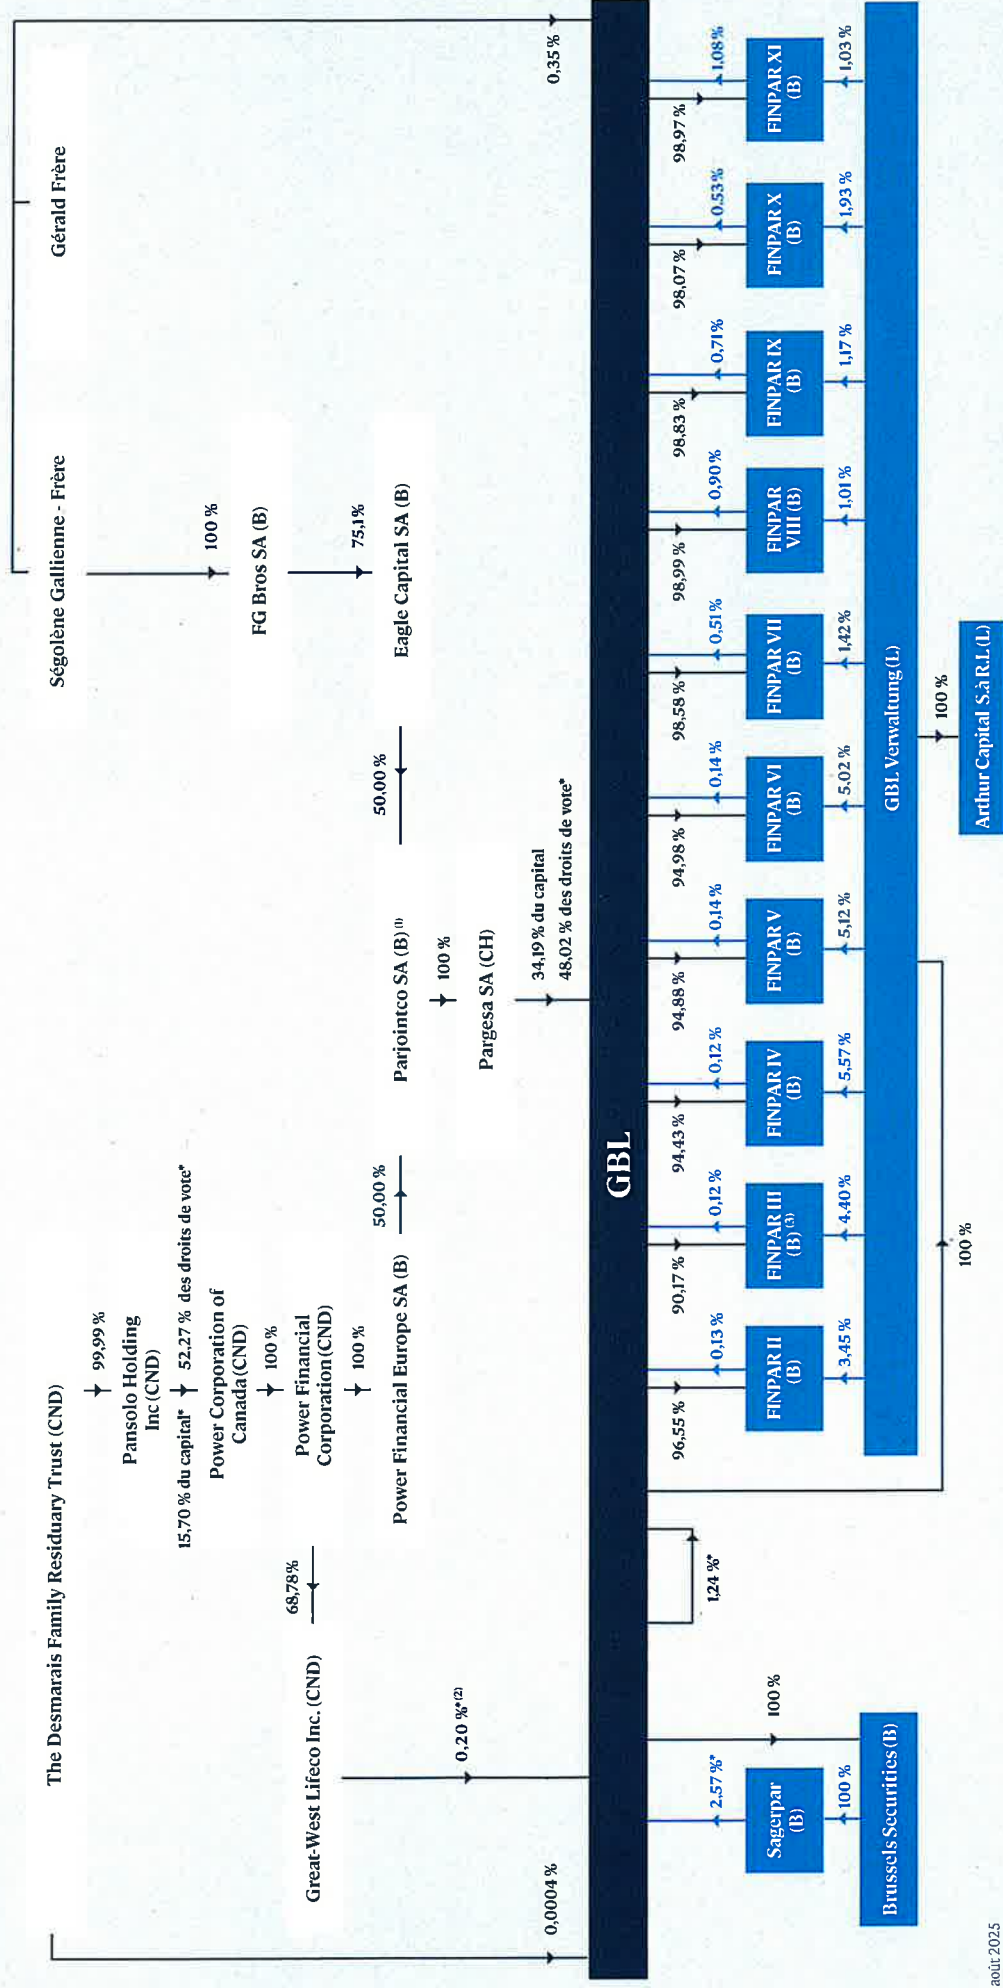 The Desmarais Family Residuary Trust (CND)
Ségolène Gallienne - Frère
Gérald Frère
99,99 %
Pansolo Holding
Inc (CND)
15,70 % du capital*
52,27 % des droits de vote*
Power Corporation of
Canada (CND)
100 %
Power Financial
Corporation (CND)
100 %
68,78%
Great-West Lifeco Inc. (CND)
Power Financial Europe SA (B)
50,00 %
Parjointco SA (B)(1)
50,00 %
Eagle Capital SA (B)
100 %
FG Bros SA (B)
75,1%
100 %
Pargesa SA (CH)
0,0004 %
0,20 %*(2)
34,19 % du capital
48,02 % des droits de vote*
0,35 %
GBL
2,57 %*
100 %
1,24 %*
96,55 %
0,13 %
90,17 %
0,12 %
94,43 %
0,12 %
94,88 %
0,14 %
94,98 %
0,14 %
98,58 %
0,51 %
98,99 %
0,90 %
98,83 %
0,71%
98,07 %
0.53%
98,97 %
1,08%
Sagerpar
(B)
FINPAR II
(B)
FINPAR III
(B)(3)
FINPAR IV
(B)
FINPAR V
(B)
FINPAR VI
(B)
FINPAR VII
(B)
FINPAR
VIII (B)
FINPAR IX
(B)
FINPAR X
(B)
FINPAR XI
(B)
100 %
3,45 %
4,40 %
5,57 %
5,12 %
5,02 %
1,42%
1,01 %
1,17 %
1,93 %
1,03 %
Brussels Securities (B)
GBL Verwaltung (L)
100 %
100 %
Arthur Capital S.à R.L (L)
août 2025